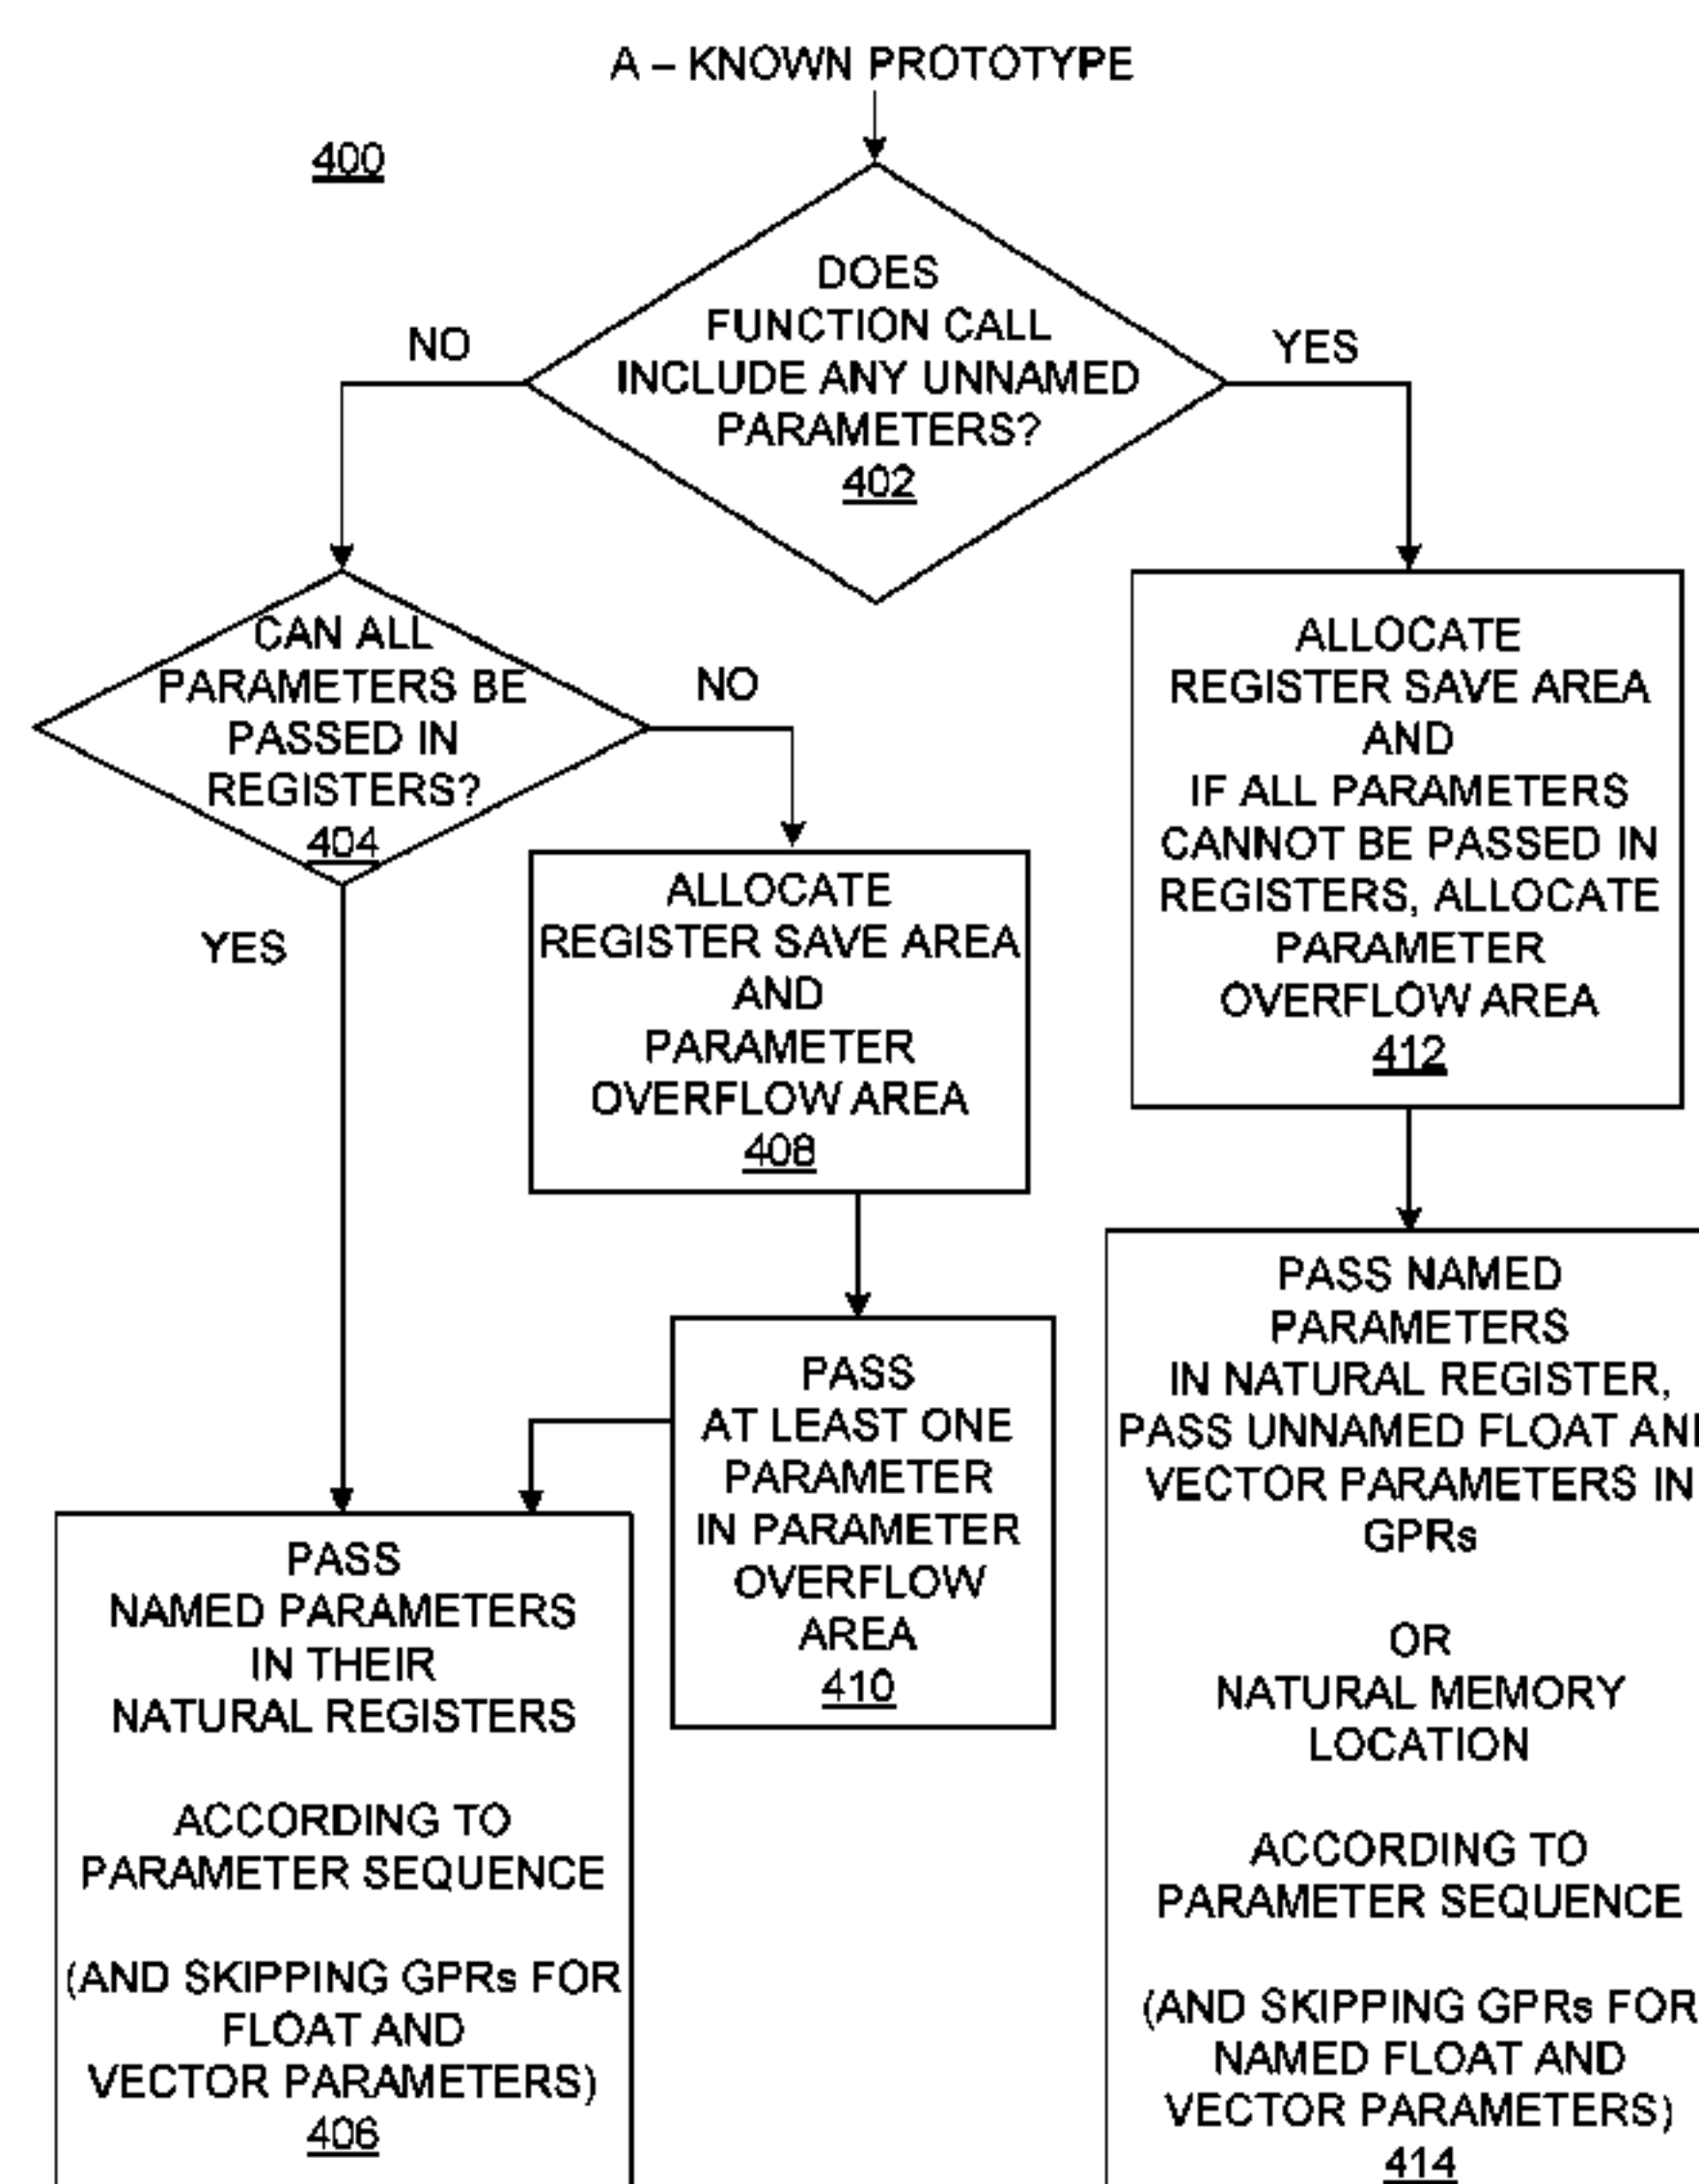 A – KNOWN PROTOTYPE
400
DOES
FUNCTION CALL
INCLUDE ANY UNNAMED
PARAMETERS?
402
NO
YES
CAN ALL
PARAMETERS BE
PASSED IN
REGISTERS?
404
NO
YES
ALLOCATE
REGISTER SAVE AREA
AND
PARAMETER
OVERFLOW AREA
408
ALLOCATE
REGISTER SAVE AREA
AND
IF ALL PARAMETERS
CANNOT BE PASSED IN
REGISTERS, ALLOCATE
PARAMETER
OVERFLOW AREA
412
PASS
AT LEAST ONE
PARAMETER
IN PARAMETER
OVERFLOW
AREA
410
PASS
NAMED PARAMETERS
IN THEIR
NATURAL REGISTERS
ACCORDING TO
PARAMETER SEQUENCE
(AND SKIPPING GPRs FOR
FLOAT AND
VECTOR PARAMETERS)
406
PASS NAMED
PARAMETERS
IN NATURAL REGISTER,
PASS UNNAMED FLOAT
VECTOR PARAMETERS IN
GPRs
OR
NATURAL MEMORY
LOCATION
ACCORDING TO
PARAMETER SEQUENCE
(AND SKIPPING GPRs FOR
NAMED FLOAT AND
VECTOR PARAMETERS)
414